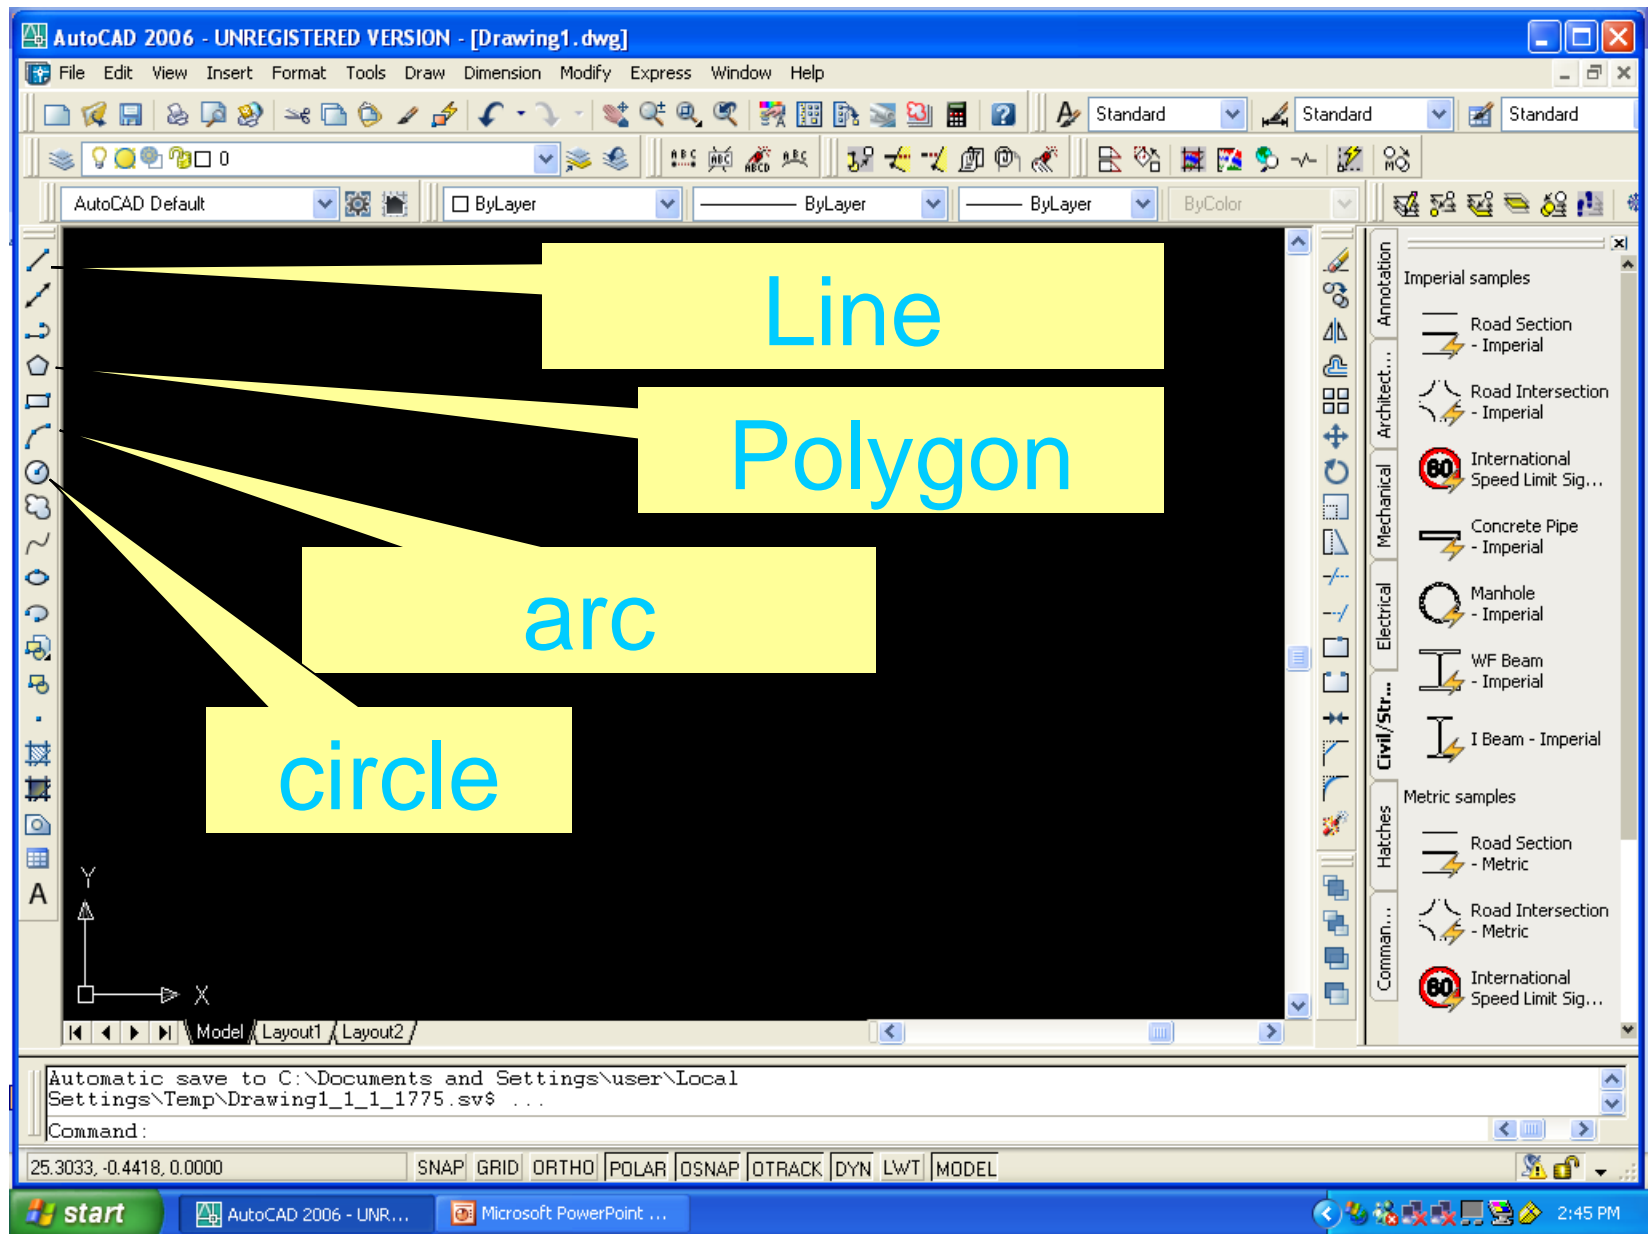 AutoCAD 2006 - UNREGISTERED VERSION - [Drawing1.dwg]
File Edit View Insert Format Tools Draw Dimension Modify Express Window Help
Standard Standard Standard
0
AutoCAD Default ByLayer ByLayer ByLayer ByColor
Line
Polygon
arc
circle
Y
X
A
Annotation
Architect...
Mechanical
Electrical
Civil/Str...
Hatches
Comman...
Imperial samples
Road Section
- Imperial
Road Intersection
- Imperial
60
International
Speed Limit Sig...
Concrete Pipe
- Imperial
Manhole
- Imperial
WF Beam
- Imperial
I Beam - Imperial
Metric samples
Road Section
- Metric
Road Intersection
- Metric
60
International
Speed Limit Sig...
Model Layout1 Layout2
Automatic save to C:\Documents and Settings\user\Local
Settings\Temp\Drawing1_1_1_1775.sv$ ...
Command:
25.3033, -0.4418, 0.0000 SNAP GRID ORTHO POLAR OSNAP OTRACK DYN LWT MODEL
start AutoCAD 2006 - UNR... Microsoft PowerPoint ... 2:45 PM